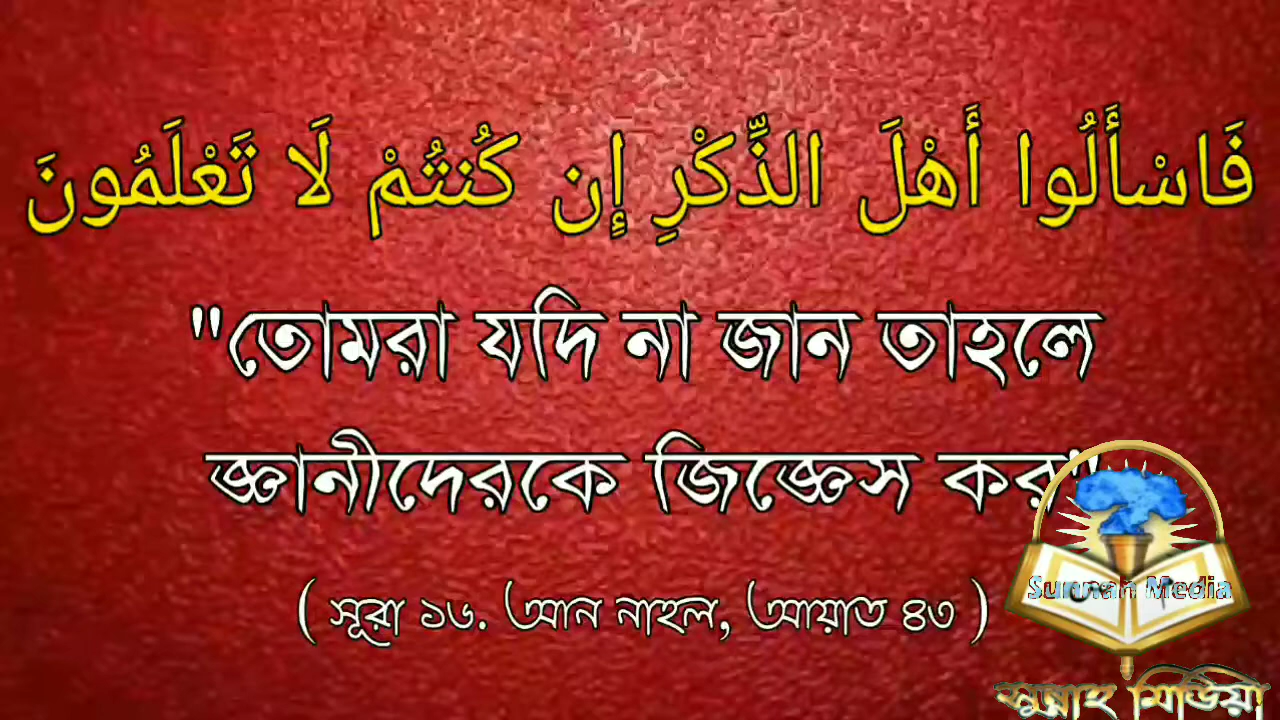 فَاسْأَلُوا أَهْلَ الذِّكْرِ إِن كُنتُمْ لَا تَعْلَمُونَ
"তোমরা যদি না জান তাহলে
জ্ঞানীদেরকে জিজ্ঞেস কর"
( সূরা ১৬. আন নাহল, আয়াত ৪৩ )
Sunnah Media
সুন্নাহ মিডিয়া